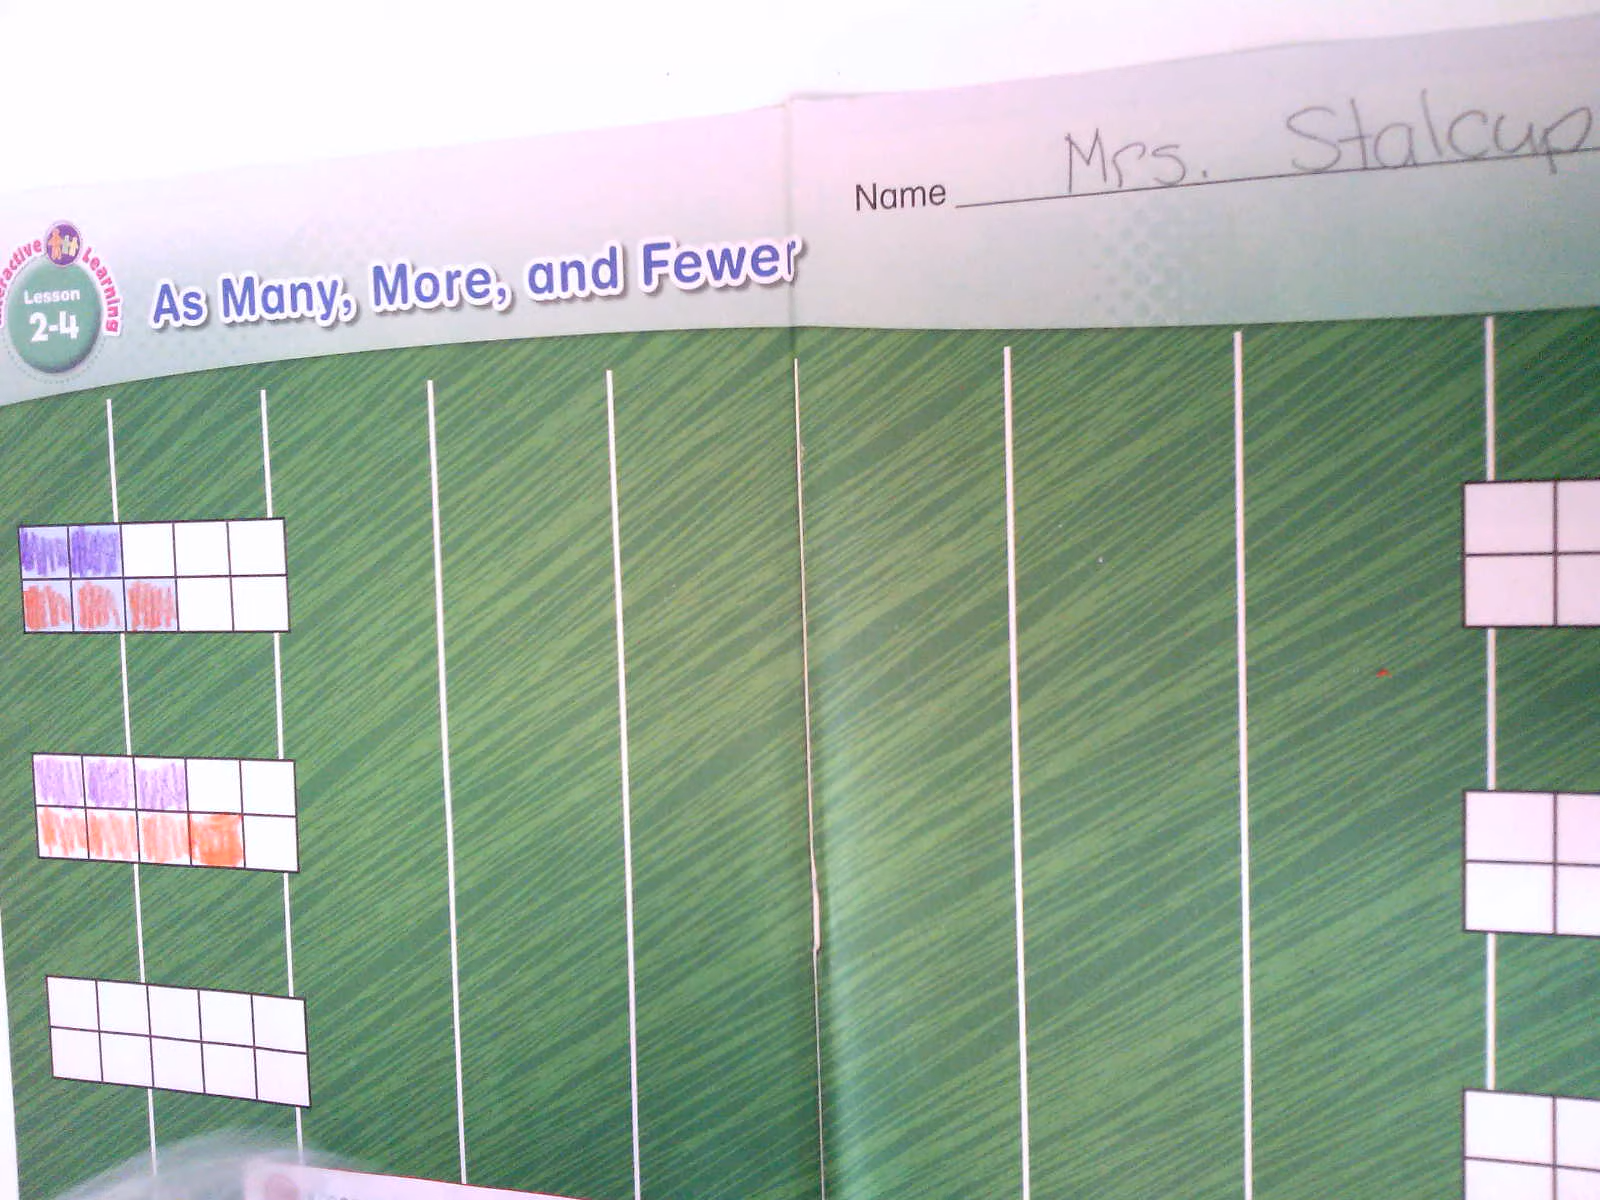 Name Mrs. Stalcup
Interactive Learning
Lesson
2-4
As Many, More, and Fewer